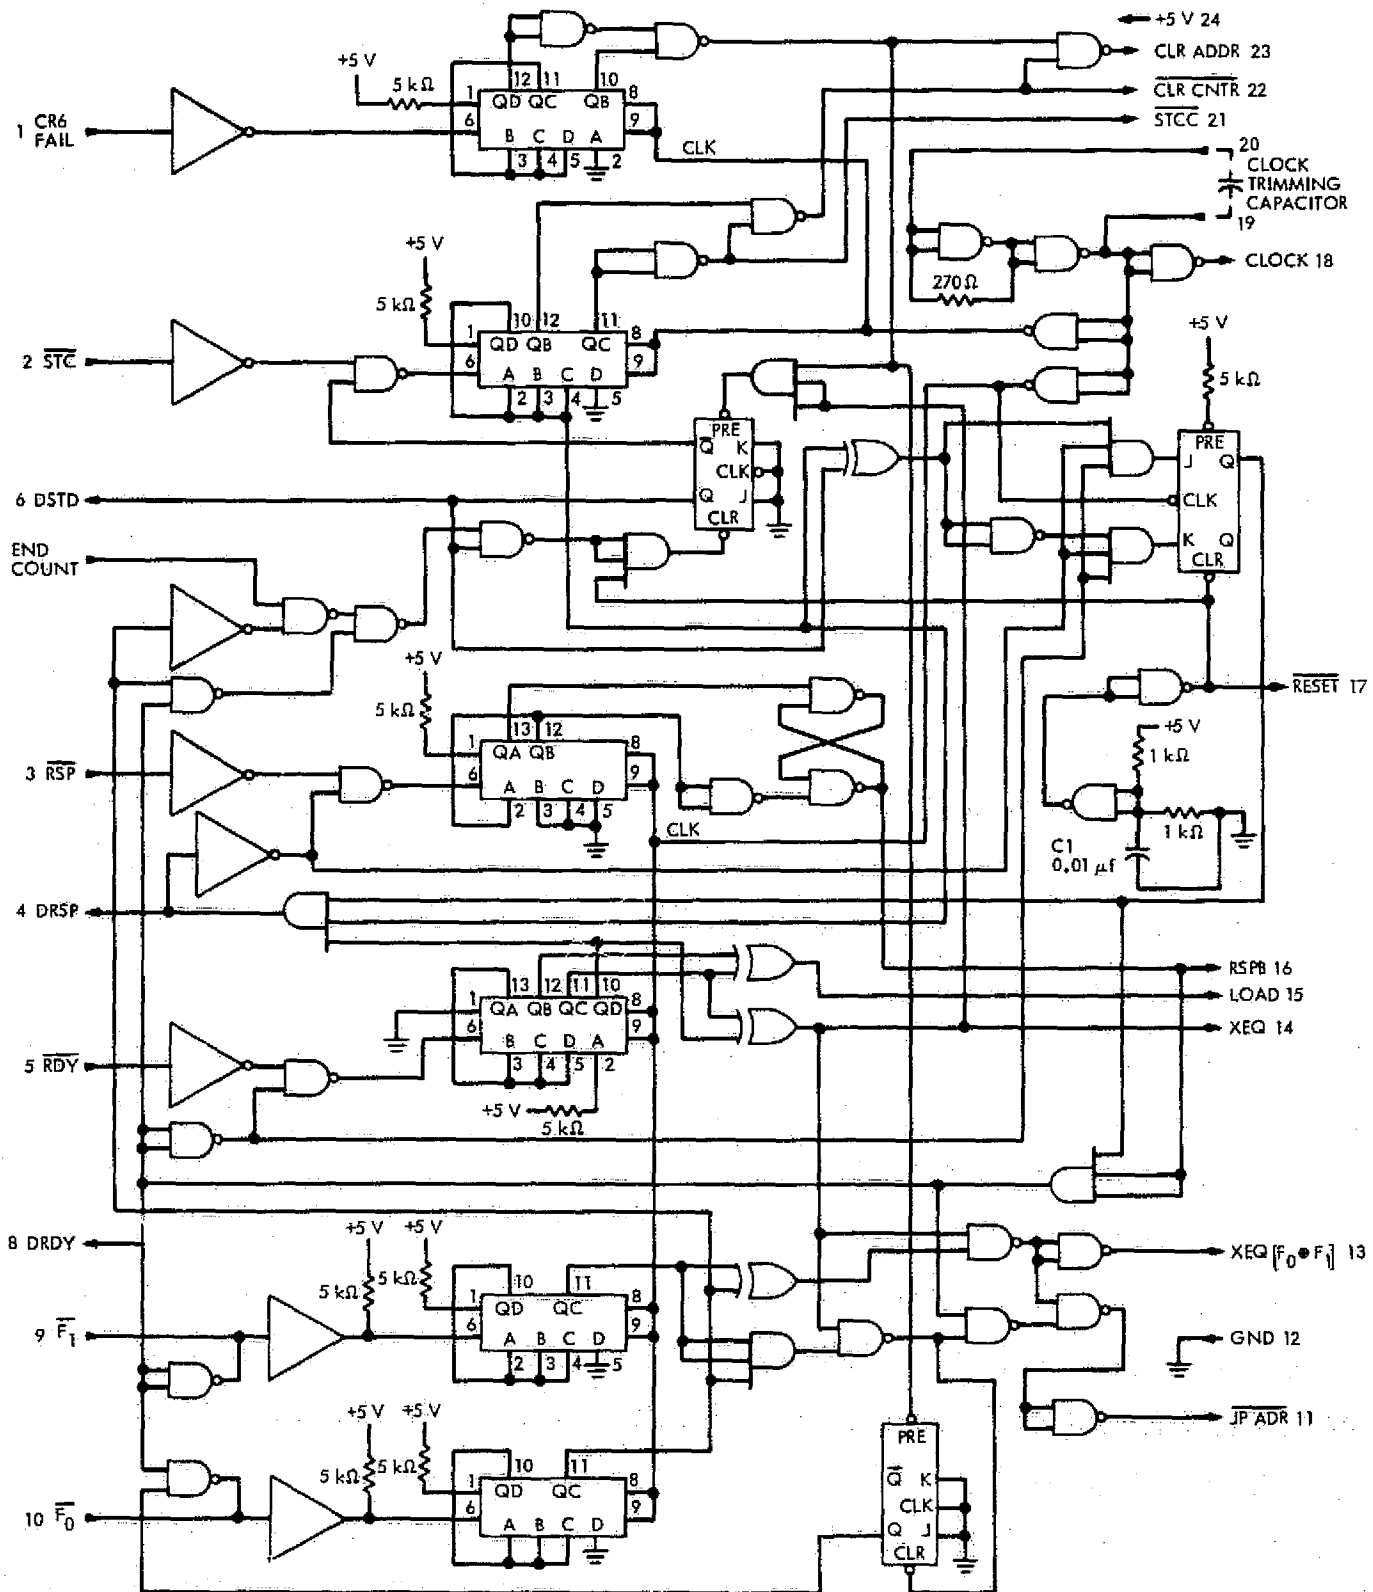 +5 V 24
CLR ADDR 23
CLR CNTR 22
STCC 21
+5 V
5 kΩ
12 11 10
1 QD QC QB 8
6 B C D A 9
3 4 5 2
1 CR6 FAIL
CLK
20
CLOCK TRIMMING CAPACITOR
19
270Ω
CLOCK 18
+5 V
5 kΩ
10 12 11
1 QD QB QC 8
6 A B C D 9
2 3 4 5
2 STC
+5 V
5 kΩ
PRE
Q K
CLK
Q J
CLR
PRE
J Q
CLK
K Q
CLR
6 DSTD
END COUNT
+5 V
5 kΩ
13 12
1 QA QB 8
6 A B C D 9
2 3 4 5
3 RSP
CLK
RESET 17
+5 V
1 kΩ
1 kΩ
C1
0.01 µf
4 DRSP
13 12 11 10
1 QA QB QC QD 8
6 B C D A 9
3 4 5 2
+5 V
5 kΩ
5 RDY
RSPB 16
LOAD 15
XEQ 14
8 DRDY
+5 V +5 V
5 kΩ 5 kΩ
10 11
1 QD QC 8
6 A B C D 9
2 3 4 5
9 F1
XEQ [F0 ⊕ F1] 13
GND 12
JP ADR 11
+5 V +5 V
5 kΩ 5 kΩ
10 11
1 QD QC 8
6 A B C D 9
10 F0
PRE
Q K
CLK
Q J
CLR